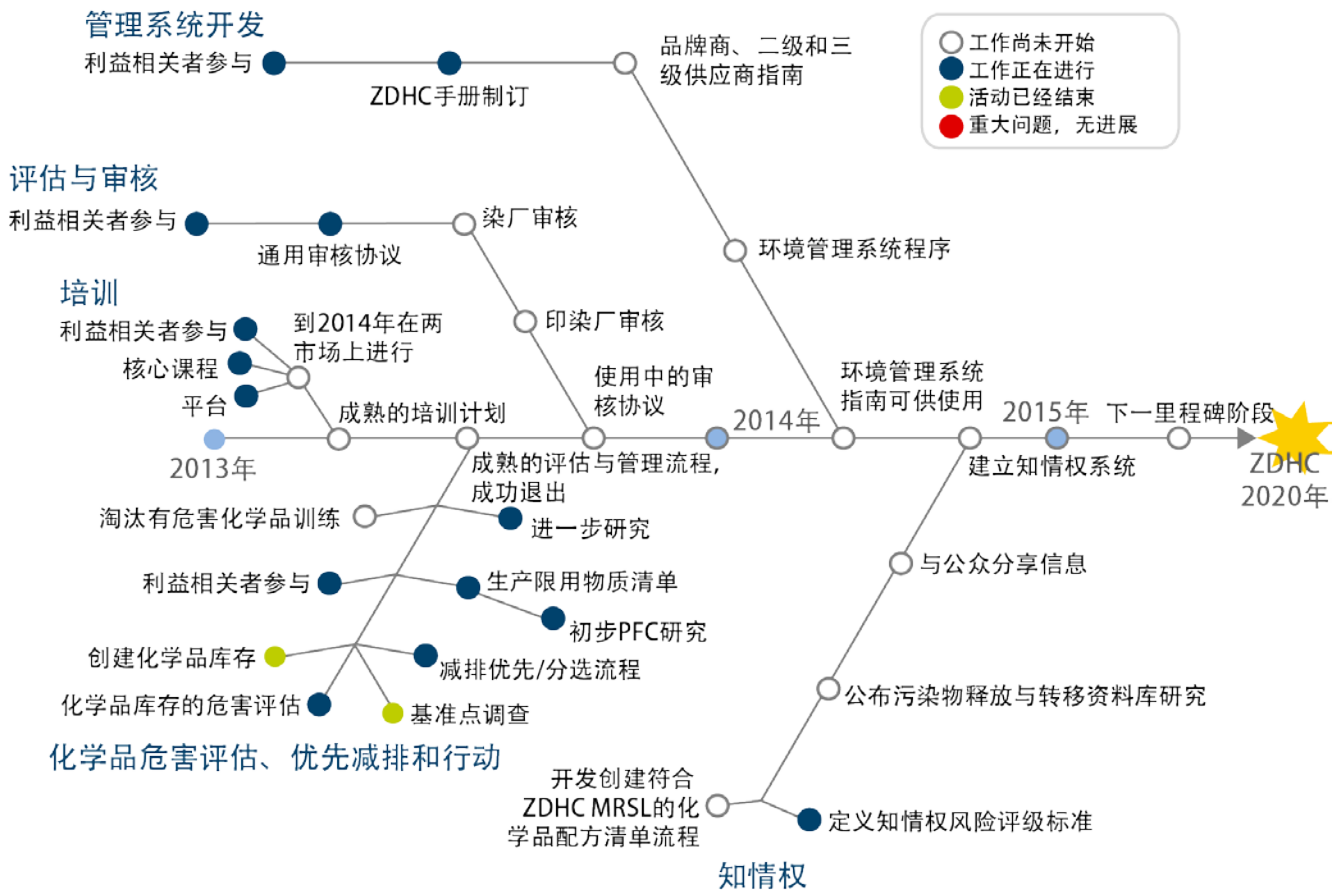 管理系统开发
利益相关者参与
ZDHC手册制订
品牌商、二级和三
级供应商指南
工作尚未开始
工作正在进行
活动已经结束
重大问题，无进展
评估与审核
利益相关者参与
通用审核协议
染厂审核
环境管理系统程序
培训
利益相关者参与
核心课程
平台
到2014年在两
市场上进行
印染厂审核
成熟的培训计划
使用中的审
核协议
2014年
环境管理系统
指南可供使用
2015年
下一里程碑阶段
2013年
成熟的评估与管理流程，
成功退出
建立知情权系统
ZDHC
2020年
淘汰有危害化学品训练
进一步研究
与公众分享信息
利益相关者参与
生产限用物质清单
初步PFC研究
创建化学品库存
减排优先/分选流程
化学品库存的危害评估
基准点调查
公布污染物释放与转移资料库研究
化学品危害评估、优先减排和行动
开发创建符合
ZDHC MRSL的化
学品配方清单流程
定义知情权风险评级标准
知情权